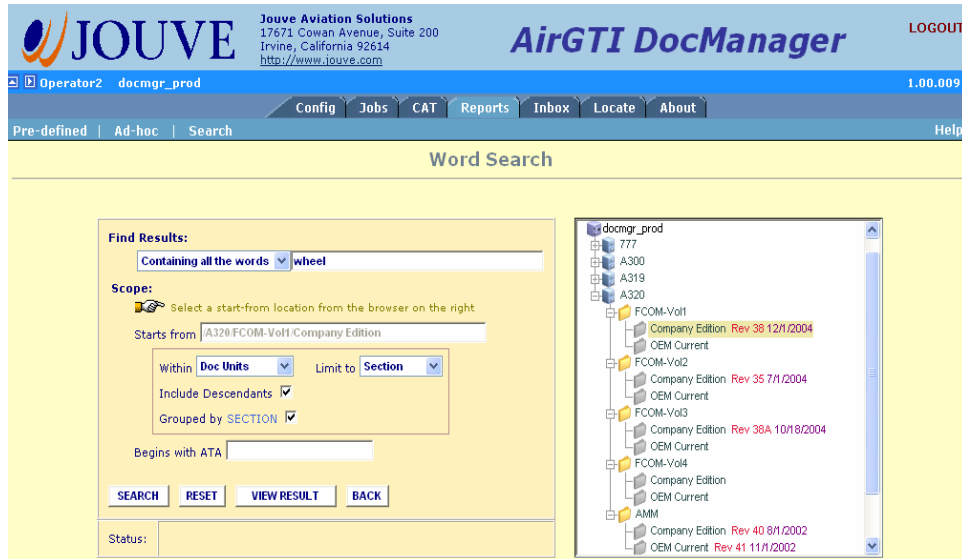 JOUVE
Jouve Aviation Solutions
17671 Cowan Avenue, Suite 200
Irvine, California 92614
http://www.jouve.com
AirGTI DocManager
LOGOUT
Operator2 docmgr_prod
1.00.009
Config Jobs CAT Reports Inbox Locate About
Pre-defined | Ad-hoc | Search
Help
Word Search
Find Results:
Containing all the words wheel
Scope:
Select a start-from location from the browser on the right
Starts from /A320/FCOM-Vol1/Company Edition
Within Doc Units Limit to Section
Include Descendants
Grouped by SECTION
Begins with ATA
SEARCH RESET VIEW RESULT BACK
Status:
docmgr_prod
777
A300
A319
A320
FCOM-Vol1
Company Edition Rev 38 12/1/2004
OEM Current
FCOM-Vol2
Company Edition Rev 35 7/1/2004
OEM Current
FCOM-Vol3
Company Edition Rev 38A 10/18/2004
OEM Current
FCOM-Vol4
Company Edition
OEM Current
AMM
Company Edition Rev 40 8/1/2002
OEM Current Rev 41 11/1/2002